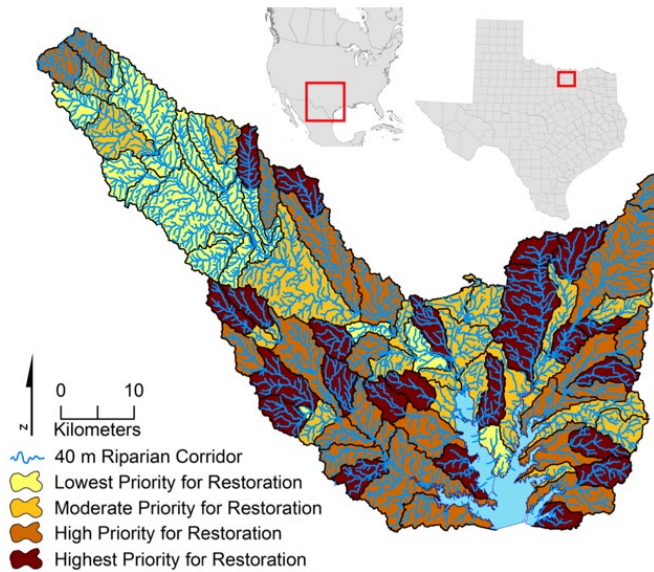 0
10
Kilometers
z
40 m Riparian Corridor
Lowest Priority for Restoration
Moderate Priority for Restoration
High Priority for Restoration
Highest Priority for Restoration